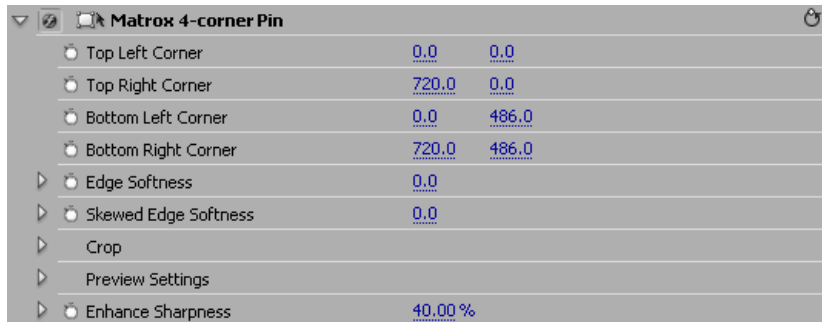 Matrox 4-corner Pin
Top Left Corner 0.0 0.0
Top Right Corner 720.0 0.0
Bottom Left Corner 0.0 486.0
Bottom Right Corner 720.0 486.0
Edge Softness 0.0
Skewed Edge Softness 0.0
Crop
Preview Settings
Enhance Sharpness 40.00 %